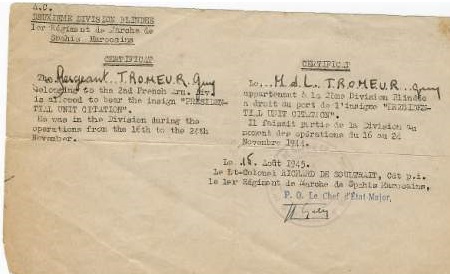 A.C.
DEUXIEME DIVISION BLINDEE
1er Régiment de Marche de
Spahis Marocains
CERTIFICAT
The Sergeant TROMEUR Guy
Belonging to the 2nd French Arm. Div.
is allowed to bear the insign "PRESIDEN-
TIAL UNIT CITATION".
He was in the Division during the
operations from the 16th to the 24th
November.
CERTIFICAT
Le M.d.L. TROMEUR Guy
appartenant à la 2ème Division Blindée
a droit au port de l'insigne "PRESIDEN-
TIAL UNIT CITATION".
Il faisait partie de la Division au
moment des opérations du 16 au 24
Novembre 1944.
Le 16 Août 1945.
Le Lt-Colonel RICHARD DE SOULTRAIT, Cdt p.i.
le 1er Régiment de Marche de Spahis Marocains,
P. O. Le Chef d'État-Major,